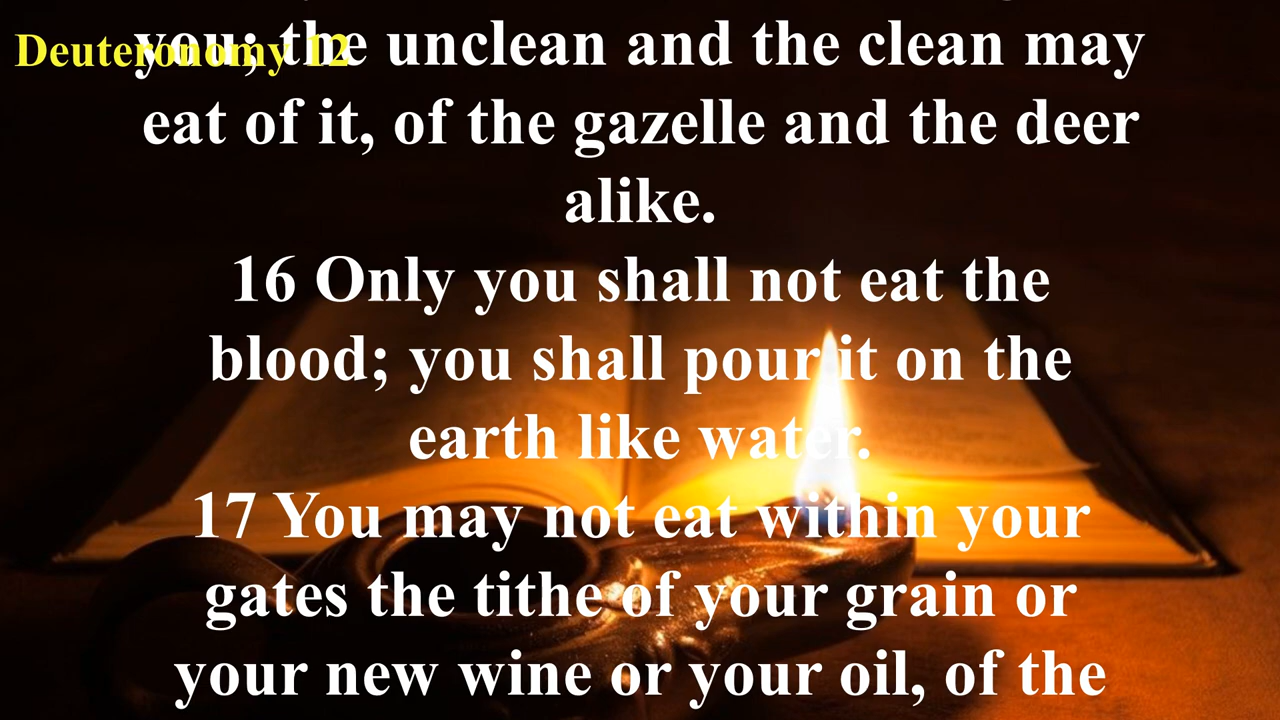 Deuteronomy 12
you; the unclean and the clean may
eat of it, of the gazelle and the deer
alike.
16 Only you shall not eat the
blood; you shall pour it on the
earth like water.
17 You may not eat within your
gates the tithe of your grain or
your new wine or your oil, of the